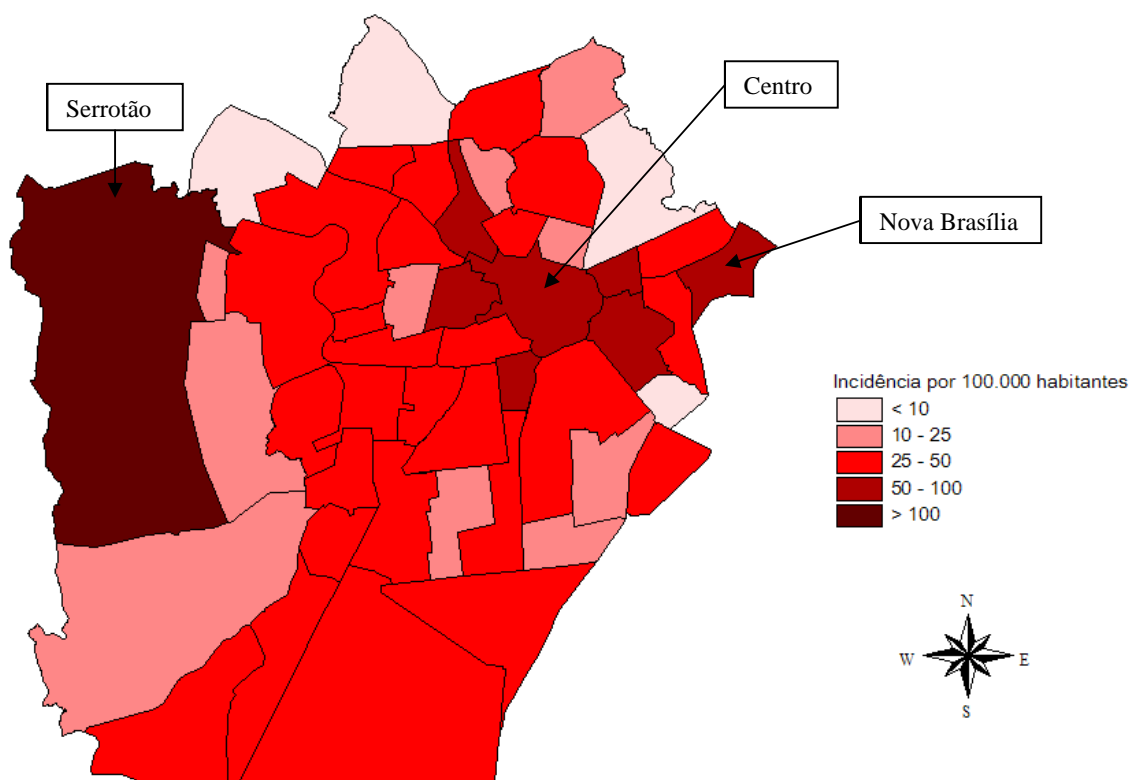 Serrotão
Centro
Nova Brasília
Incidência por 100.000 habitantes
< 10
10 - 25
25 - 50
50 - 100
> 100
N
W
E
S